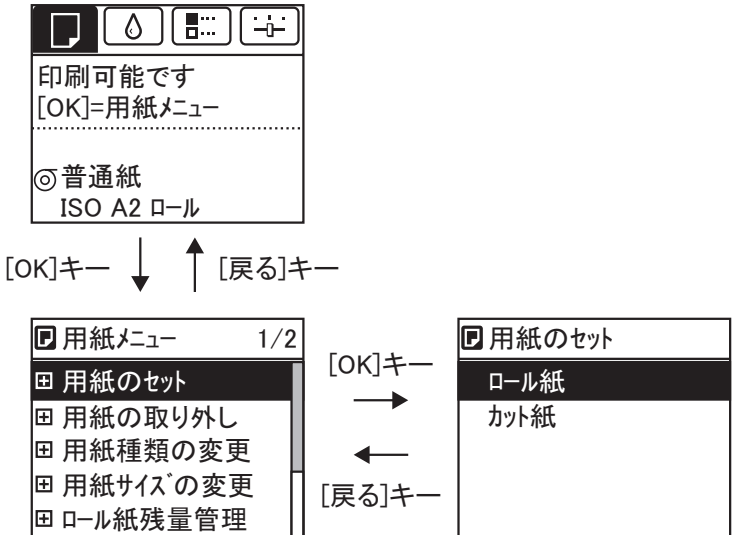 印刷可能です
[OK]=用紙メニュー
普通紙
ISO A2 ロール
[OK]キー
[戻る]キー
用紙メニュー 1/2
用紙のセット
用紙の取り外し
用紙種類の変更
用紙サイズの変更
ロール紙残量管理
[OK]キー
[戻る]キー
用紙のセット
ロール紙
カット紙